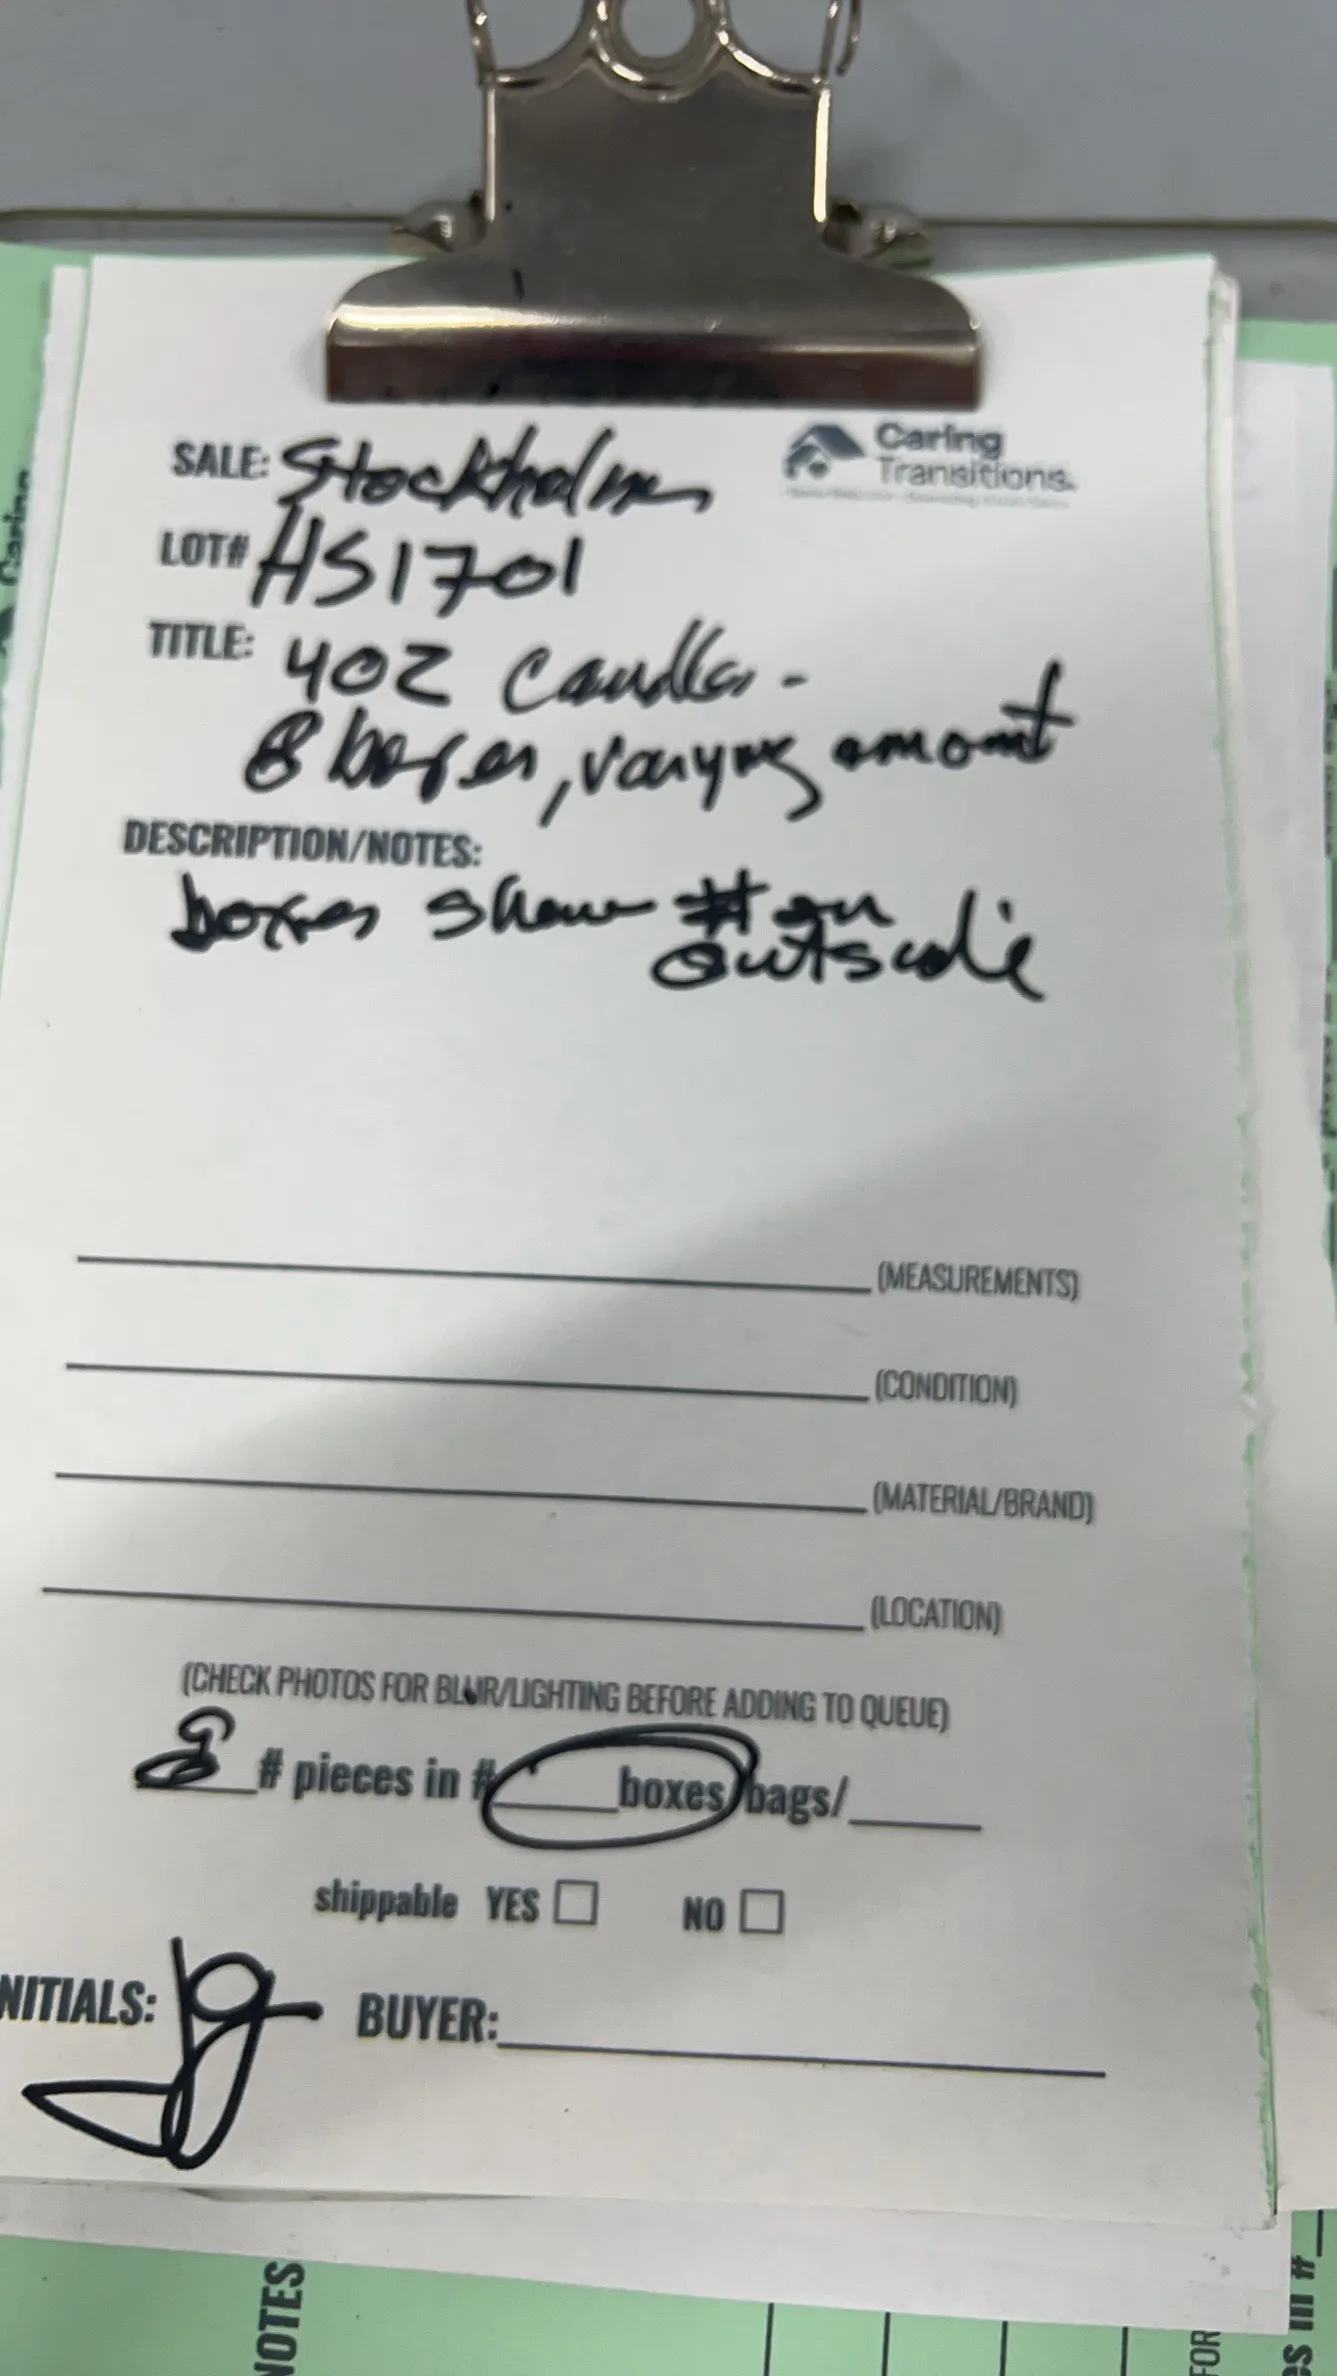 SALE: Stockholm
Caring
Transitions
LOT# HS1701
TITLE: 4OZ Candles -
8 boxes, varying amount
DESCRIPTION/NOTES:
boxes show # on
outside
(MEASUREMENTS)
(CONDITION)
(MATERIAL/BRAND)
(LOCATION)
(CHECK PHOTOS FOR BLUR/LIGHTING BEFORE ADDING TO QUEUE)
8 # pieces in # boxes/bags/
shippable YES NO
NITIALS: BUYER:
NOTES
FOR